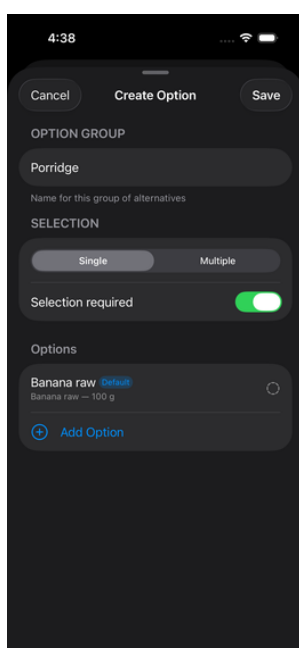 4:38
Cancel
Create Option
Save
OPTION GROUP
Porridge
Name for this group of alternatives
SELECTION
Single
Multiple
Selection required
Options
Banana raw Default
Banana raw — 100 g
Add Option